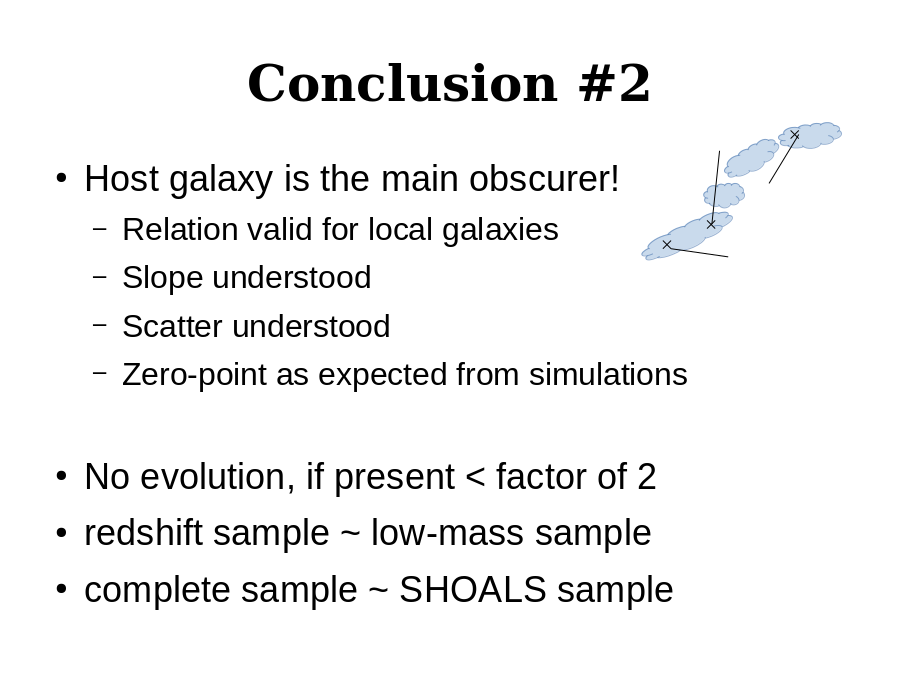 Conclusion #2
• Host galaxy is the main obscurer!
– Relation valid for local galaxies
– Slope understood
– Scatter understood
– Zero-point as expected from simulations
• No evolution, if present < factor of 2
• redshift sample ~ low-mass sample
• complete sample ~ SHOALS sample